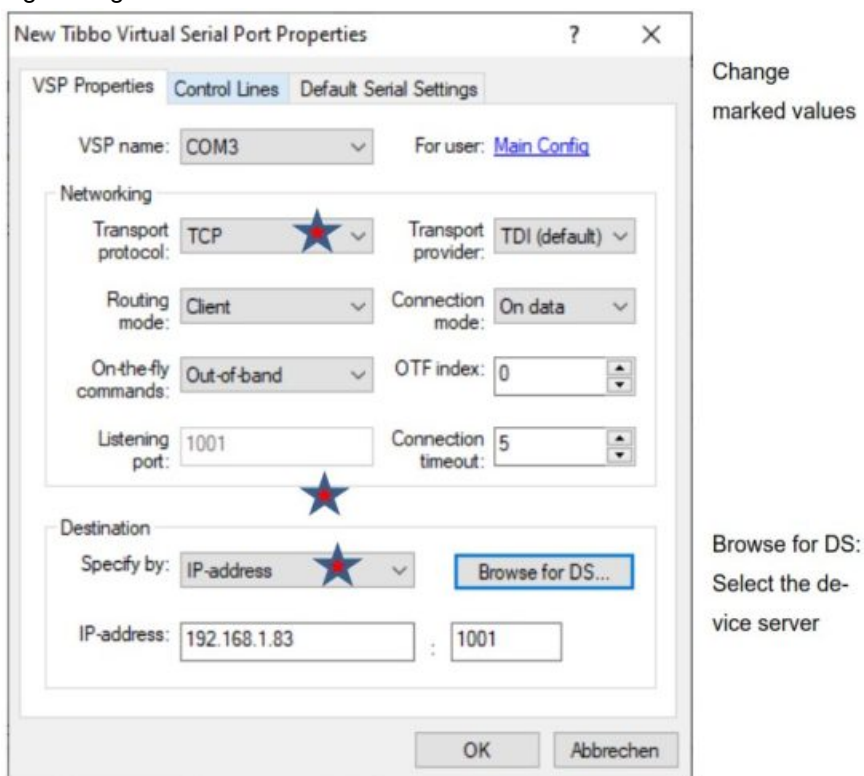 New Tibbo Virtual Serial Port Properties ? ×
VSP Properties Control Lines Default Serial Settings
VSP name: COM3 For user: Main Config
Networking
Transport protocol: TCP Transport provider: TDI (default)
Routing mode: Client Connection mode: On data
On-the-fly commands: Out-of-band OTF index: 0
Listening port: 1001 Connection timeout: 5
Destination
Specify by: IP-address Browse for DS...
IP-address: 192.168.1.83 : 1001
OK Abbrechen
Change
marked values
Browse for DS:
Select the de-
vice server